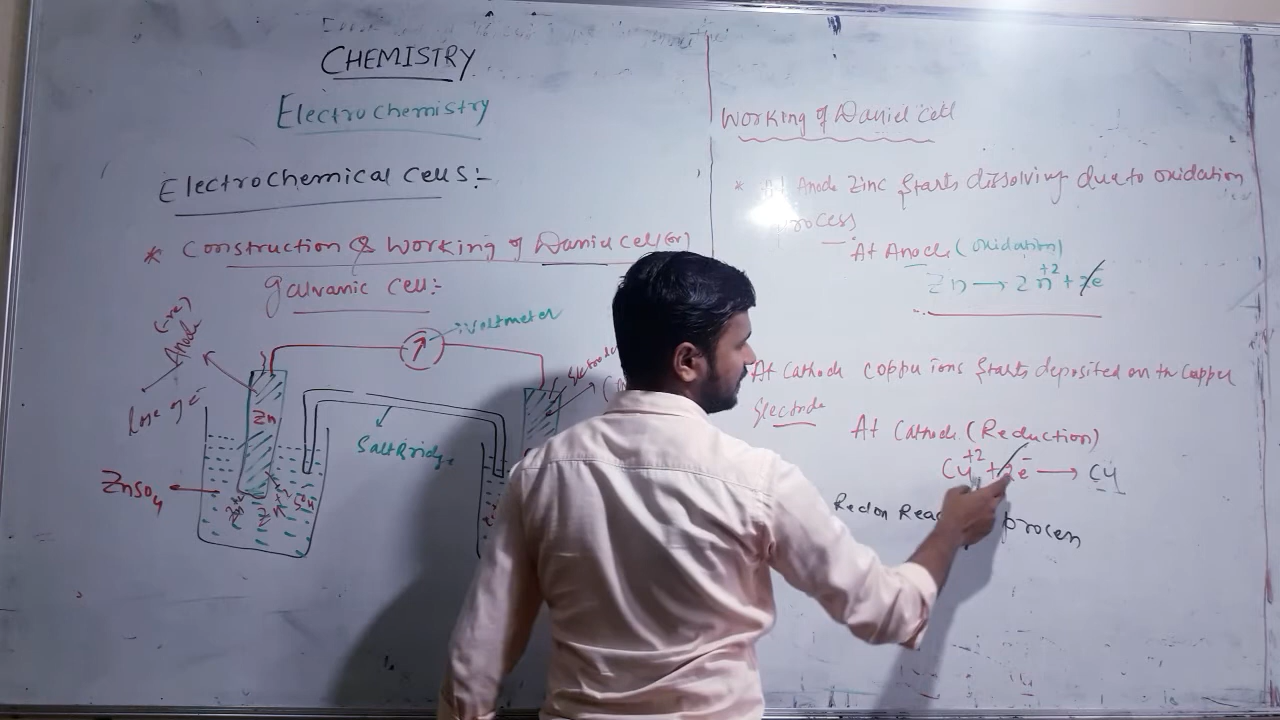 CHEMISTRY
Electrochemistry
Electrochemical cells:-
* Construction & Working of Daniel cell (or)
galvanic cell:-
(-ve)
Anode
loss of e⁻
Zn
Voltmeter
Electrode
Salt Bridge
ZnSO₄
Working of Daniel cell
* Anode Zinc starts dissolving due to oxidation
process
At Anode (oxidation)
Zn → Zn⁺² + 2e⁻
At Cathode copper ions starts deposited on the Copper
Electrode
At Cathode (Reduction)
Cu⁺² + 2e⁻ → Cu
Redox process